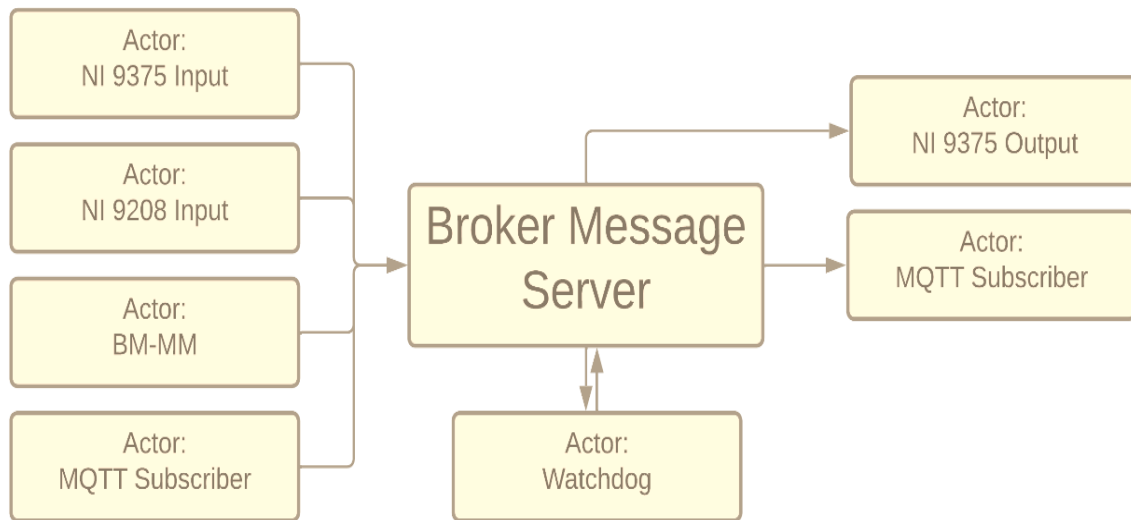 Actor:
NI 9375 Input
Actor:
NI 9208 Input
Actor:
BM-MM
Actor:
MQTT Subscriber
Broker Message
Server
Actor:
Watchdog
Actor:
NI 9375 Output
Actor:
MQTT Subscriber